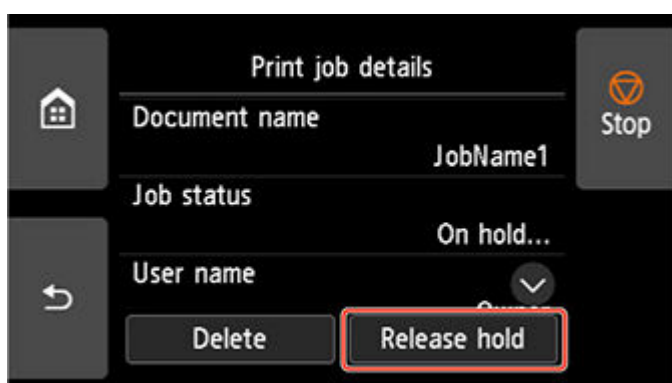 Print job details
Stop
Document name
JobName1
Job status
On hold...
User name
Delete
Release hold